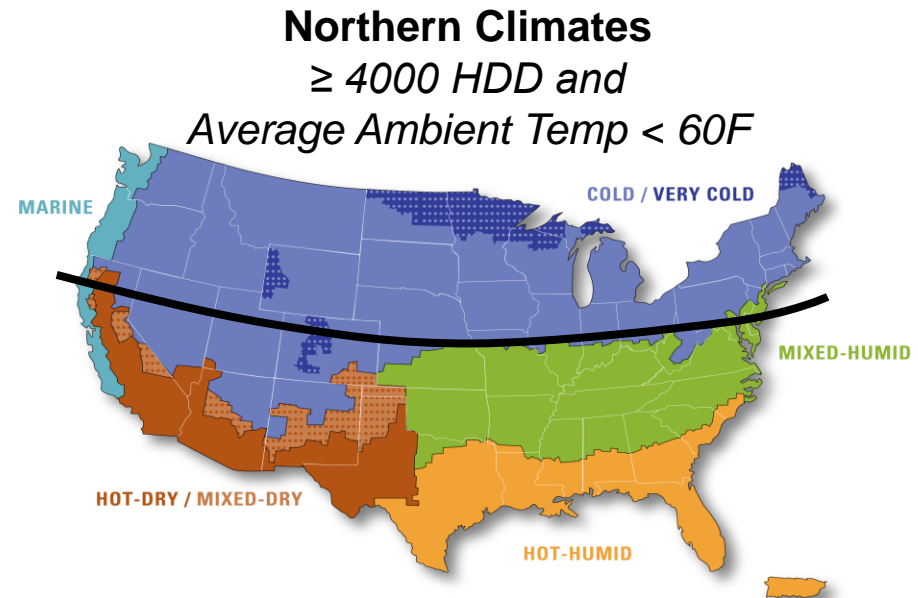 Northern Climates
≥ 4000 HDD and
Average Ambient Temp < 60F
COLD / VERY COLD
MARINE
MIXED-HUMID
HOT-DRY / MIXED-DRY
HOT-HUMID